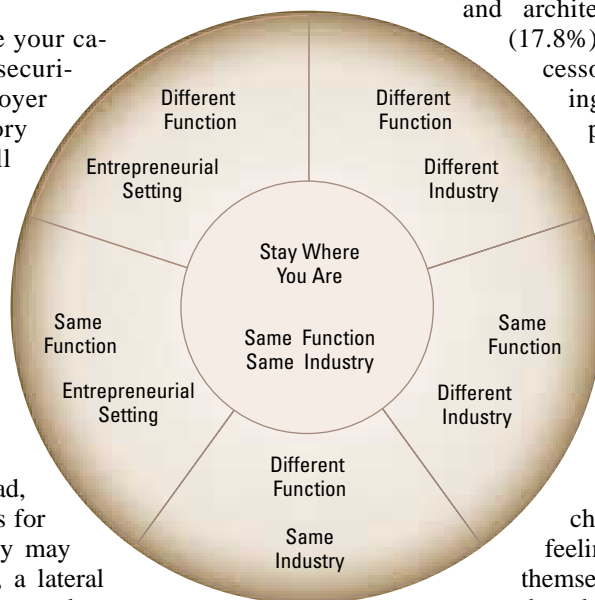 e your ca-
securi-
oyer
ory
ll
and archite
(17.8%)
cesso
ing
p
Different
Function
Entrepreneurial
Setting
Different
Function
Different
Industry
Stay Where
You Are
Same Function
Same Industry
Same
Function
Entrepreneurial
Setting
Same
Function
Different
Industry
Different
Function
Same
Industry
ad,
s for
y may
, a lateral
ch
feelin
themse